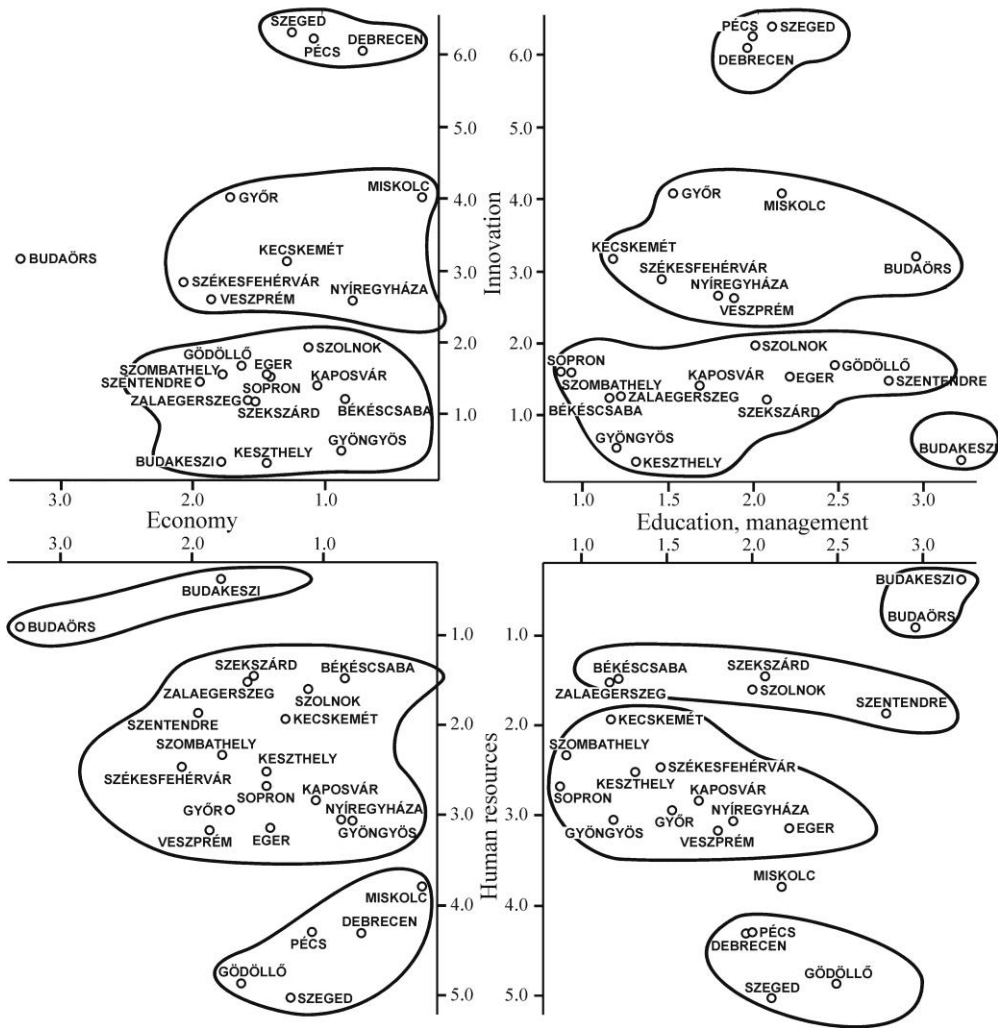 SZEGED
PÉCS
DEBRECEN
6.0
5.0
4.0
GYŐR
MISKOLC
BUDAÖRS
KECSKEMÉT
3.0
SZÉKESFEHÉRVÁR
VESZPRÉM
NYÍREGYHÁZA
2.0
GÖDÖLLŐ
EGER
SZOLNOK
SZOMBATHELY
SZENTENDRE
SOPRON
KAPOSVÁR
ZALAEGERSZEG
SZEKSZÁRD
BÉKÉSCSABA
1.0
GYÖNGYÖS
BUDAKESZI
KESZTHELY
3.0
2.0
1.0
Economy
Innovation
PÉCS
SZEGED
DEBRECEN
6.0
5.0
4.0
GYŐR
MISKOLC
KECSKEMÉT
BUDAÖRS
3.0
SZÉKESFEHÉRVÁR
NYÍREGYHÁZA
VESZPRÉM
2.0
SZOLNOK
SOPRON
GÖDÖLLŐ
SZOMBATHELY
KAPOSVÁR
EGER
SZENTENDRE
ZALAEGERSZEG
BÉKÉSCSABA
SZEKSZÁRD
1.0
GYÖNGYÖS
KESZTHELY
BUDAKESZI
1.0
1.5
2.0
2.5
3.0
Education, management
3.0
2.0
1.0
BUDAKESZI
BUDAÖRS
1.0
SZEKSZÁRD
BÉKÉSCSABA
ZALAEGERSZEG
SZOLNOK
SZENTENDRE
KECSKEMÉT
2.0
SZOMBATHELY
SZÉKESFEHÉRVÁR
KESZTHELY
SOPRON
KAPOSVÁR
GYŐR
NYÍREGYHÁZA
3.0
VESZPRÉM
EGER
GYÖNGYÖS
MISKOLC
4.0
DEBRECEN
PÉCS
GÖDÖLLŐ
SZEGED
5.0
Human resources
1.0
1.5
2.0
2.5
3.0
BUDAKESZI
BUDAÖRS
1.0
BÉKÉSCSABA
SZEKSZÁRD
ZALAEGERSZEG
SZOLNOK
SZENTENDRE
2.0
KECSKEMÉT
SZOMBATHELY
SZÉKESFEHÉRVÁR
KESZTHELY
SOPRON
KAPOSVÁR
NYÍREGYHÁZA
3.0
GYÖNGYÖS
GYŐR
VESZPRÉM
EGER
MISKOLC
4.0
PÉCS
DEBRECEN
GÖDÖLLŐ
SZEGED
5.0